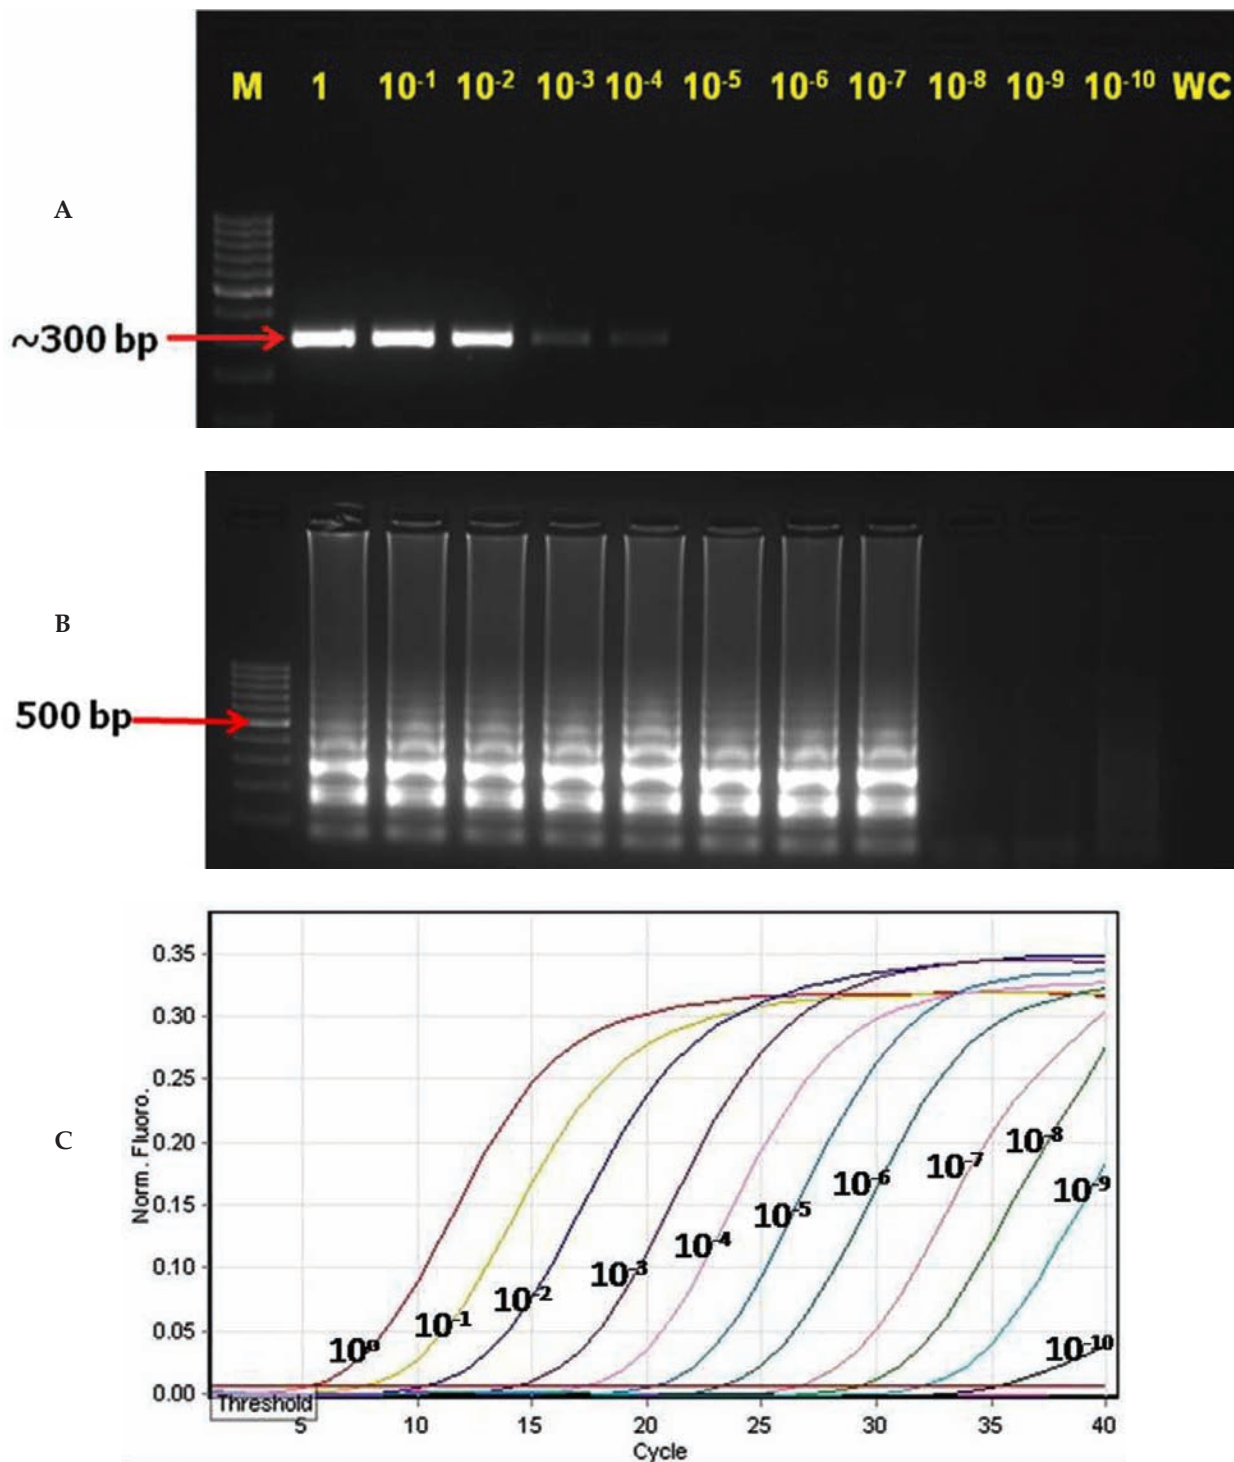 M 1 10⁻¹ 10⁻² 10⁻³ 10⁻⁴ 10⁻⁵ 10⁻⁶ 10⁻⁷ 10⁻⁸ 10⁻⁹ 10⁻¹⁰ WC
A
~300 bp
B
500 bp
C
Norm. Fluoro.
0.35
0.30
0.25
0.20
0.15
0.10
0.05
0.00
10⁰
10⁻¹
10⁻²
10⁻³
10⁻⁴
10⁻⁵
10⁻⁶
10⁻⁷
10⁻⁸
10⁻⁹
10⁻¹⁰
Threshold
5 10 15 20 25 30 35 40
Cycle